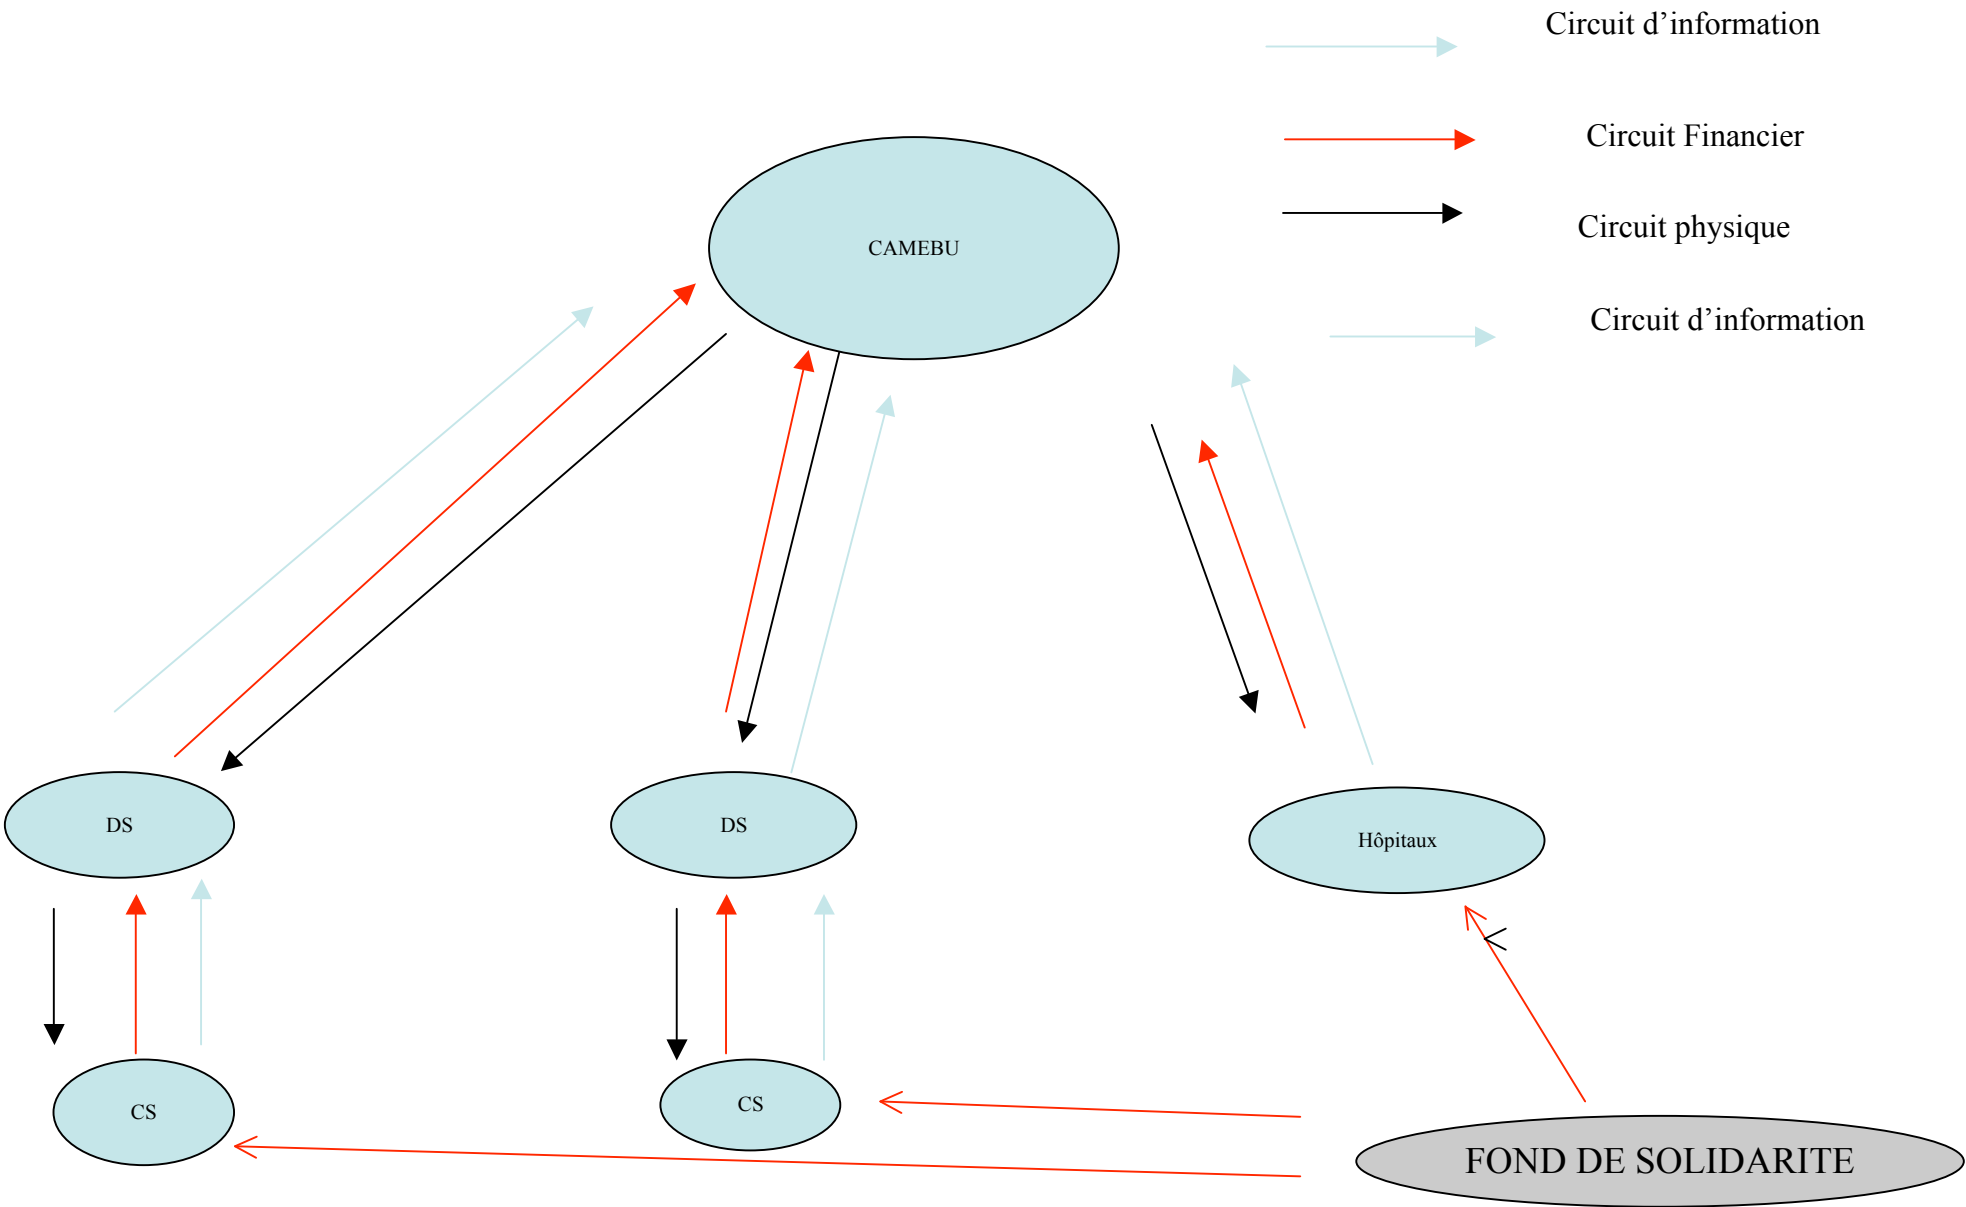 Circuit d’information
Circuit Financier
Circuit physique
Circuit d’information
CAMEBU
DS
DS
Hôpitaux
CS
CS
FOND DE SOLIDARITE